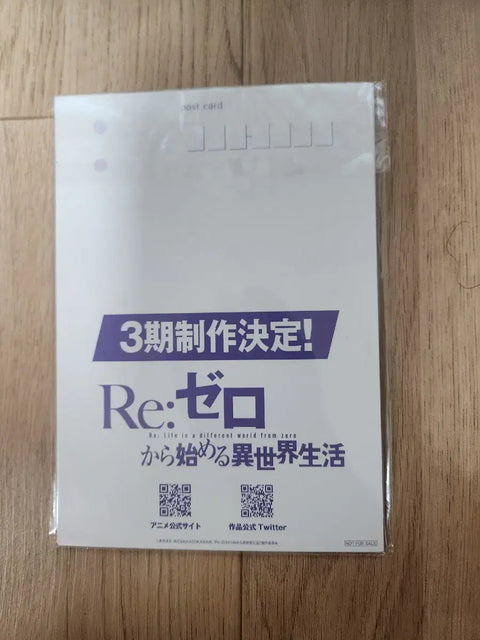 post card
3期制作決定!
Re:ゼロ
Re: Life in a different world from zero
から始める異世界生活
アニメ公式サイト
作品公式 Twitter
NOT FOR SALE